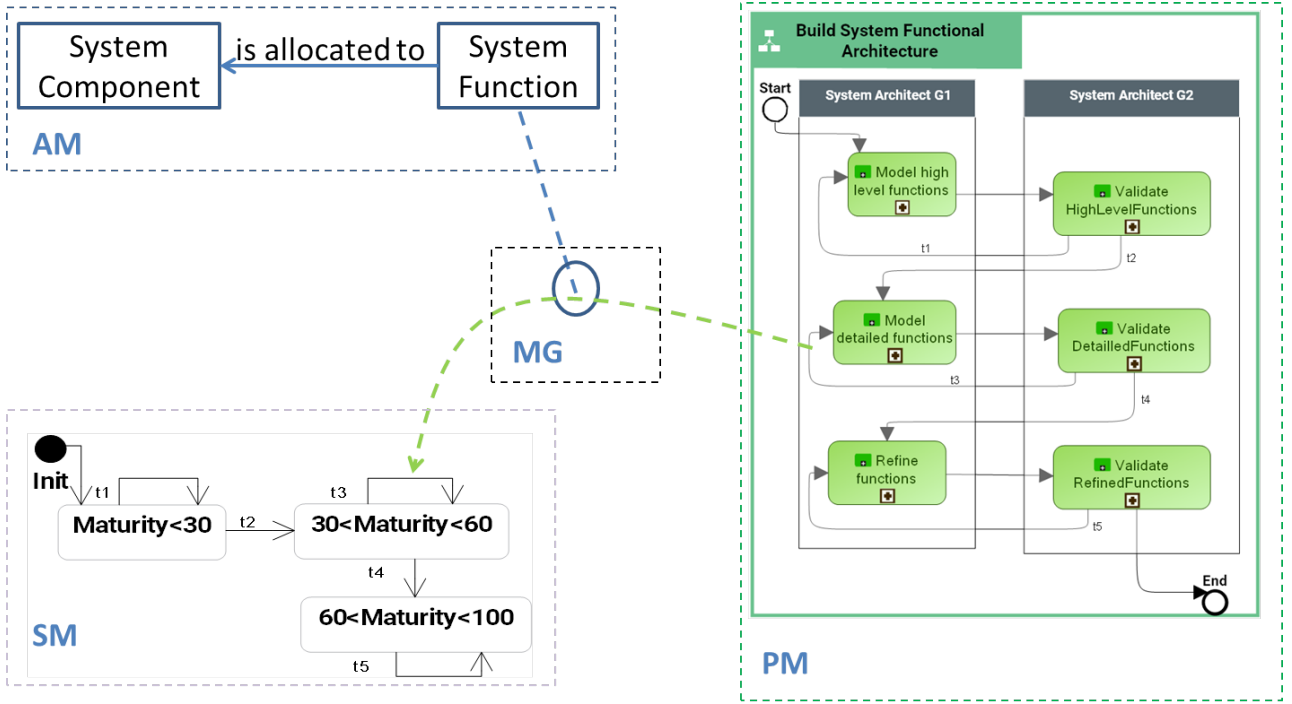 System
Component
is allocated to
System
Function
AM
MG
Init
t1
Maturity<30
t2
t3
30<Maturity<60
t4
60<Maturity<100
t5
SM
Build System Functional
Architecture
Start
System Architect G1
System Architect G2
Model high
level functions
Validate
HighLevelFunctions
t1
t2
Model
detailed functions
Validate
DetailledFunctions
t3
t4
Refine
functions
Validate
RefinedFunctions
t5
End
PM